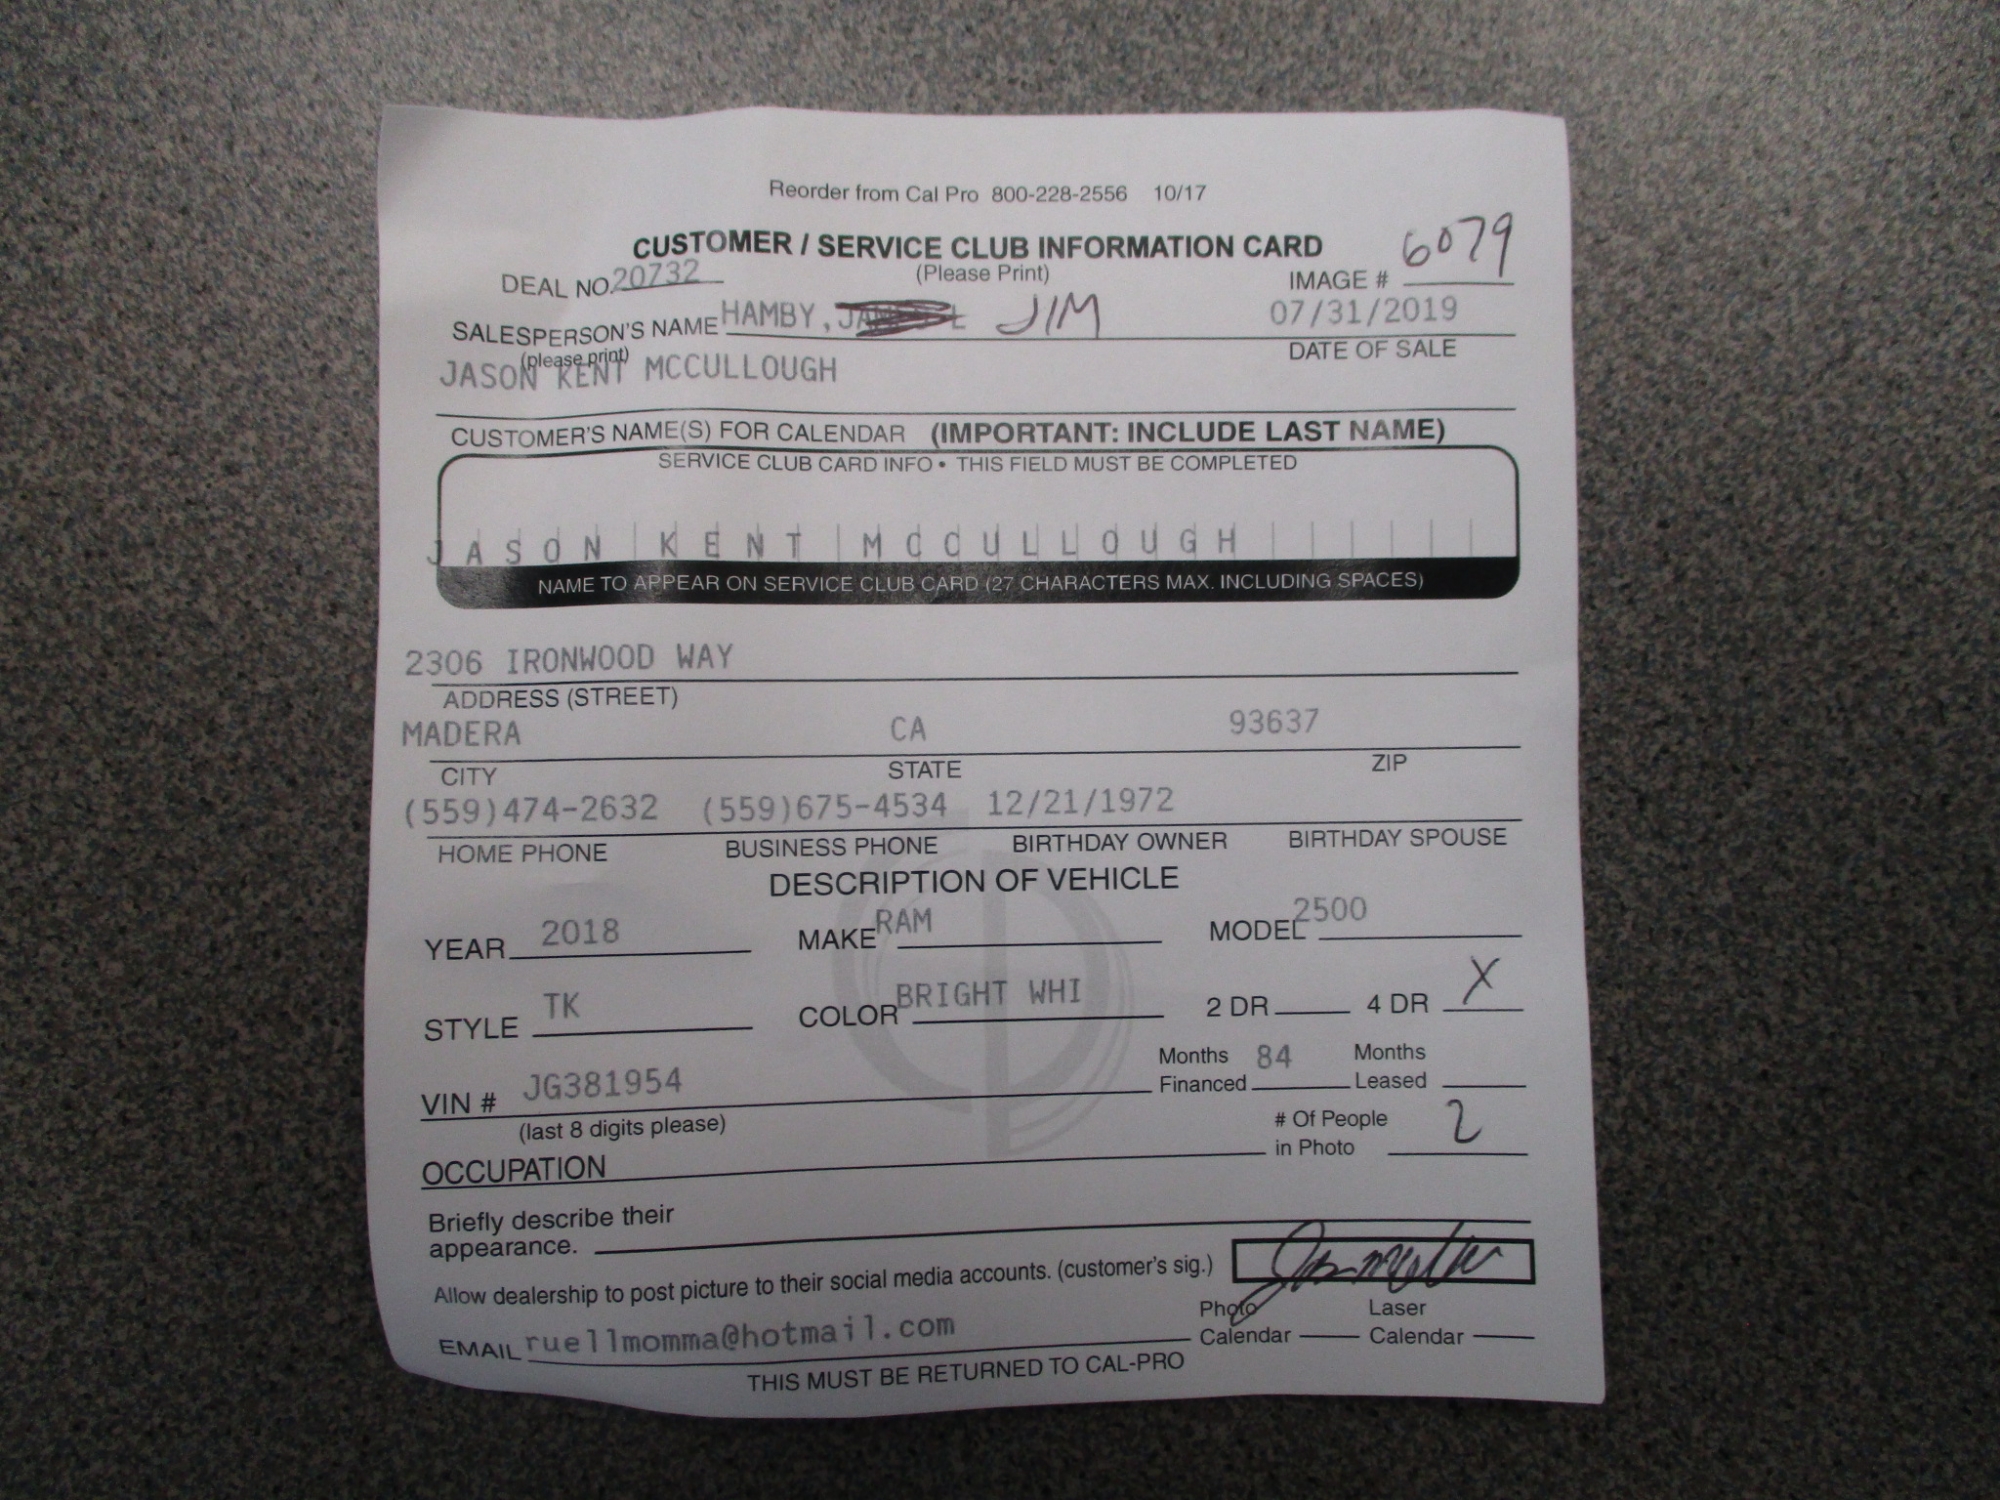 Reorder from Cal Pro 800-228-2556 10/17
CUSTOMER / SERVICE CLUB INFORMATION CARD
(Please Print)
DEAL NO. 20732
IMAGE # 6079
SALESPERSON'S NAME HAMBY, JIM
07/31/2019
(please print)
DATE OF SALE
JASON KENT MCCULLOUGH
CUSTOMER'S NAME(S) FOR CALENDAR (IMPORTANT: INCLUDE LAST NAME)
SERVICE CLUB CARD INFO • THIS FIELD MUST BE COMPLETED
JASON KENT MCCULLOUGH
NAME TO APPEAR ON SERVICE CLUB CARD (27 CHARACTERS MAX. INCLUDING SPACES)
2306 IRONWOOD WAY
ADDRESS (STREET)
MADERA CA 93637
CITY STATE ZIP
(559)474-2632 (559)675-4534 12/21/1972
HOME PHONE BUSINESS PHONE BIRTHDAY OWNER BIRTHDAY SPOUSE
DESCRIPTION OF VEHICLE
YEAR 2018 MAKE RAM MODEL 2500
STYLE TK COLOR BRIGHT WHI 2 DR 4 DR X
Months Financed 84 Months Leased
VIN # JG381954
(last 8 digits please)
# Of People in Photo 2
OCCUPATION
Briefly describe their
appearance.
Allow dealership to post picture to their social media accounts. (customer's sig.)
Photo Calendar Laser Calendar
EMAIL ruellmomma@hotmail.com
THIS MUST BE RETURNED TO CAL-PRO